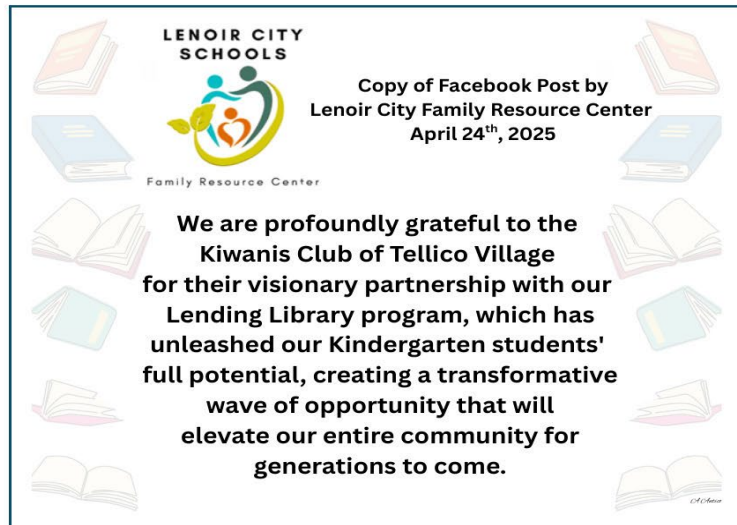 LENOIR CITY
SCHOOLS
Family Resource Center
Copy of Facebook Post by
Lenoir City Family Resource Center
April 24th, 2025
We are profoundly grateful to the
Kiwanis Club of Tellico Village
for their visionary partnership with our
Lending Library program, which has
unleashed our Kindergarten students'
full potential, creating a transformative
wave of opportunity that will
elevate our entire community for
generations to come.